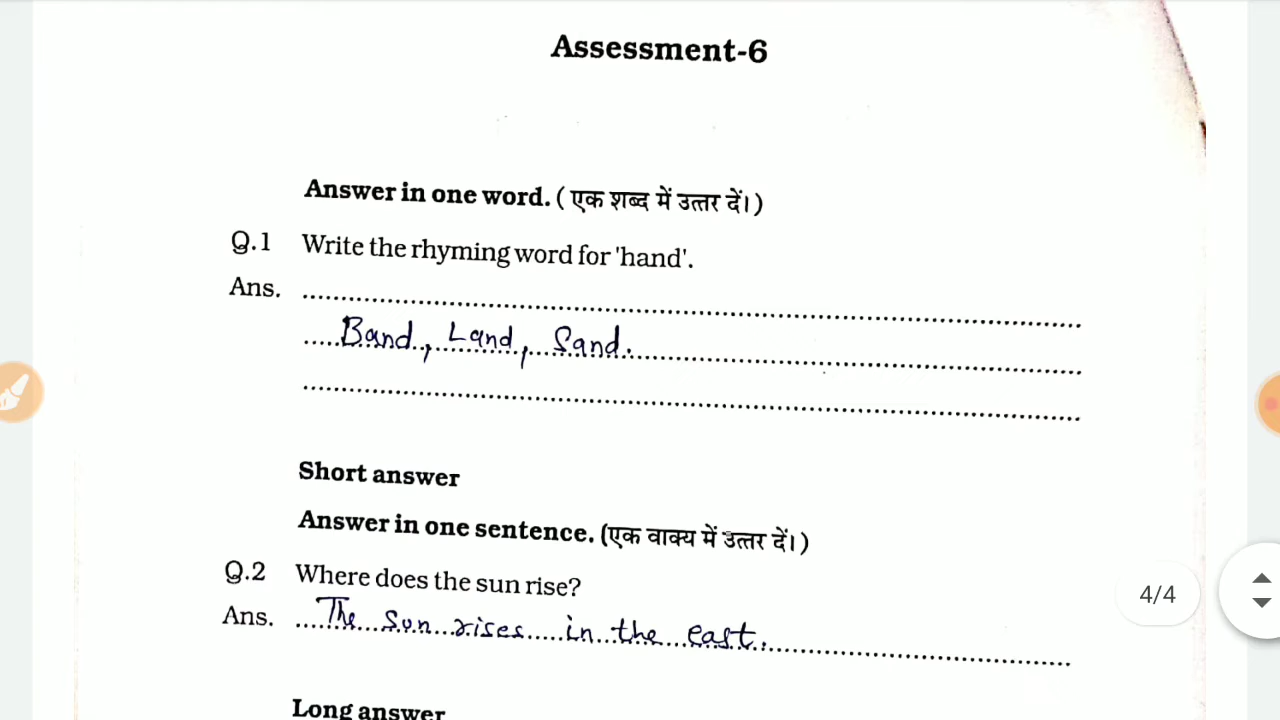 Assessment-6
Answer in one word. ( एक शब्द में उत्तर दें। )
Q.1 Write the rhyming word for 'hand'.
Ans.
Band, Land, Sand.
Short answer
Answer in one sentence. (एक वाक्य में उत्तर दें। )
Q.2 Where does the sun rise?
Ans. The sun rises in the east.
4/4
Long answer